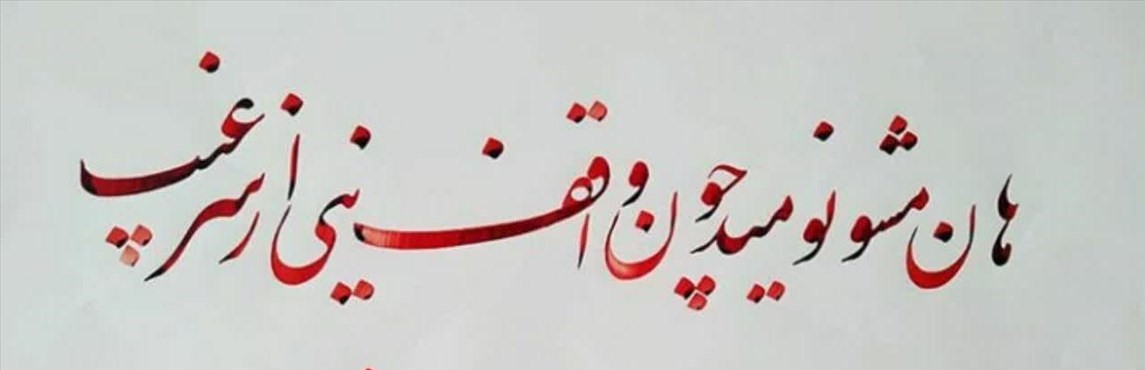 هان مشو نومید چون واقف نیی از سر غیب